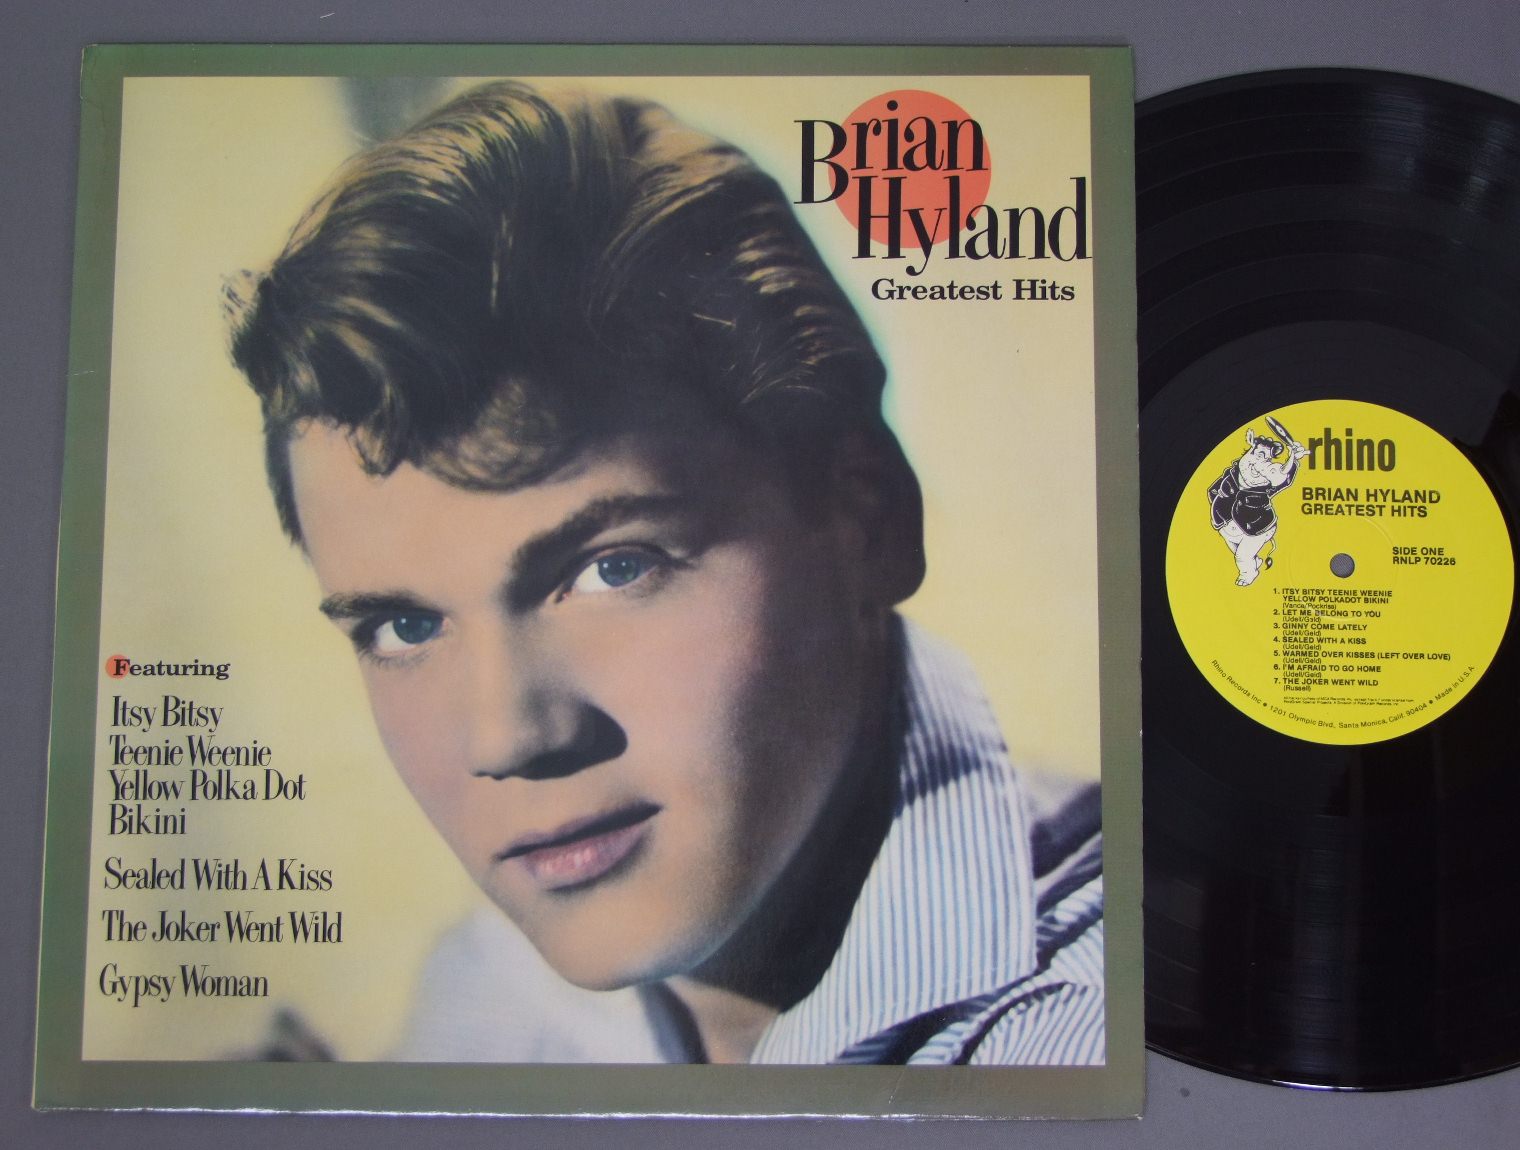 Brian
Hyland
Greatest Hits
Featuring
Itsy Bitsy
Teenie Weenie
Yellow Polka Dot
Bikini
Sealed With A Kiss
The Joker Went Wild
Gypsy Woman
rhino
BRIAN HYLAND
GREATEST HITS
SIDE ONE
RNLP 70226
1. ITSY BITSY TEENIE WEENIE
YELLOW POLKADOT BIKINI
(Vance/Pockriss)
2. LET ME BELONG TO YOU
(Udell/Geld)
3. GINNY COME LATELY
(Udell/Geld)
4. SEALED WITH A KISS
(Udell/Geld)
5. WARMED OVER KISSES (LEFT OVER LOVE)
(Udell/Geld)
6. I'M AFRAID TO GO HOME
(Udell/Geld)
7. THE JOKER WENT WILD
(Russell)
Rhino Records Inc • 1201 Olympic Blvd., Santa Monica, Calif. 90404 • Made in U.S.A.